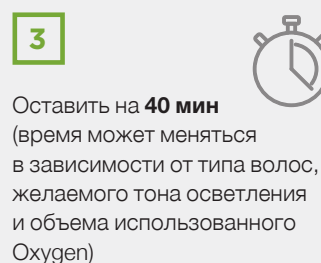 3
Оставить на 40 мин
(время может меняться
в зависимости от типа волос,
желаемого тона осветления
и объема использованного
Oxygen)